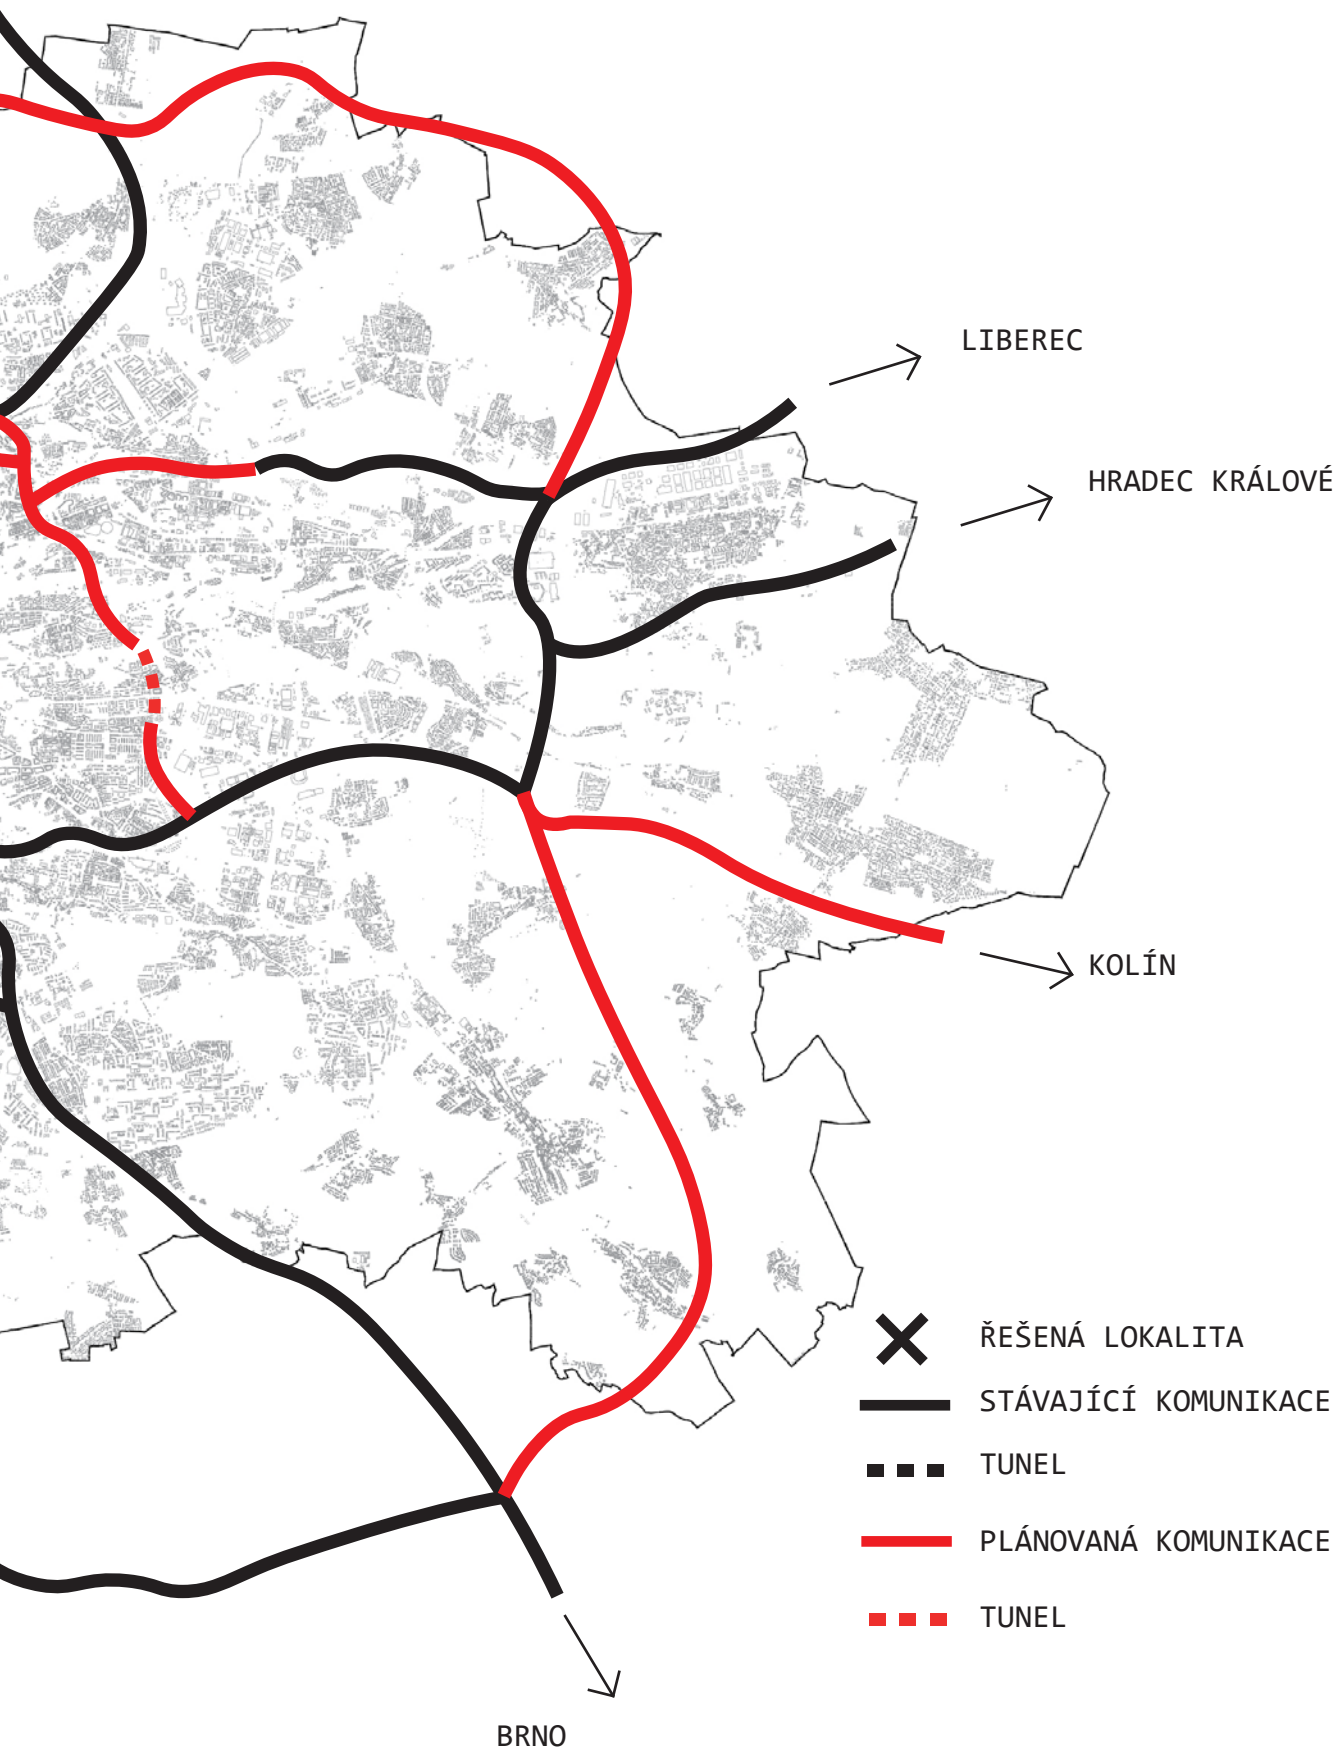 LIBEREC
HRADEC KRÁLOVÉ
KOLÍN
ŘEŠENÁ LOKALITA
STÁVAJÍCÍ KOMUNIKACE
TUNEL
PLÁNOVANÁ KOMUNIKACE
TUNEL
BRNO